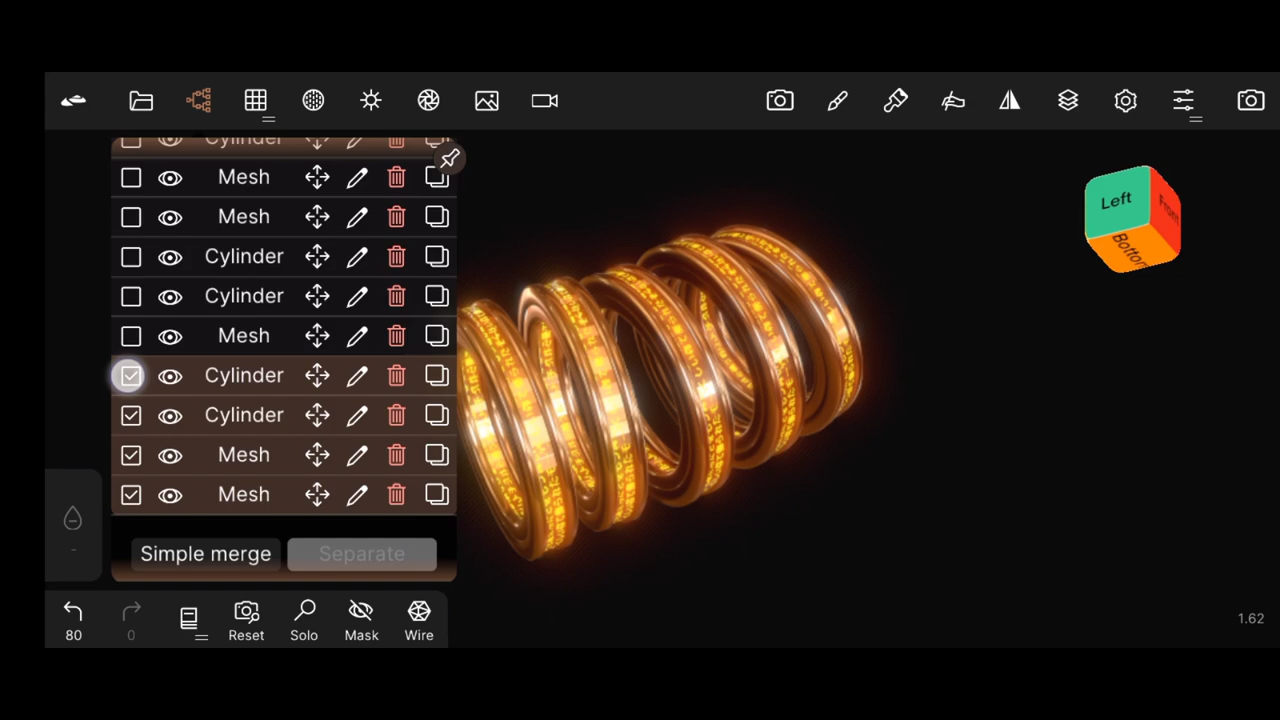 Cylinder
Mesh
Mesh
Cylinder
Cylinder
Mesh
Cylinder
Cylinder
Mesh
Mesh
Simple merge
Separate
80
0
Reset
Solo
Mask
Wire
-
Left
Front
Bottom
1.62